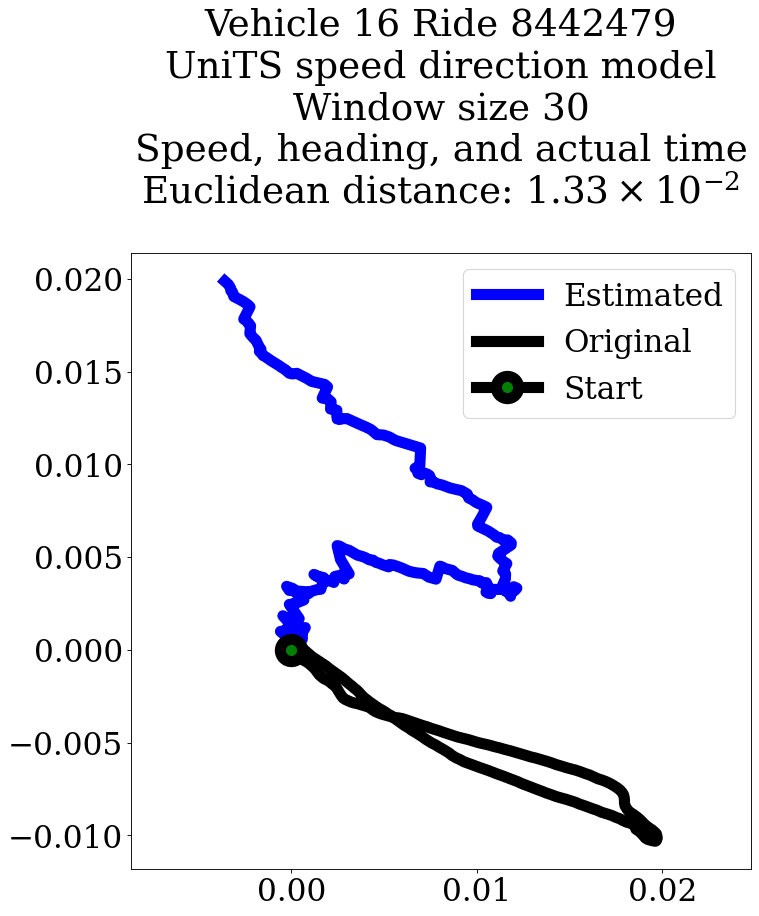 Vehicle 16 Ride 8442479
UniTS speed direction model
Window size 30
Speed, heading, and actual time
Euclidean distance: 1.33 × 10⁻²
Estimated
Original
Start
0.020
0.015
0.010
0.005
0.000
−0.005
−0.010
0.00 0.01 0.02